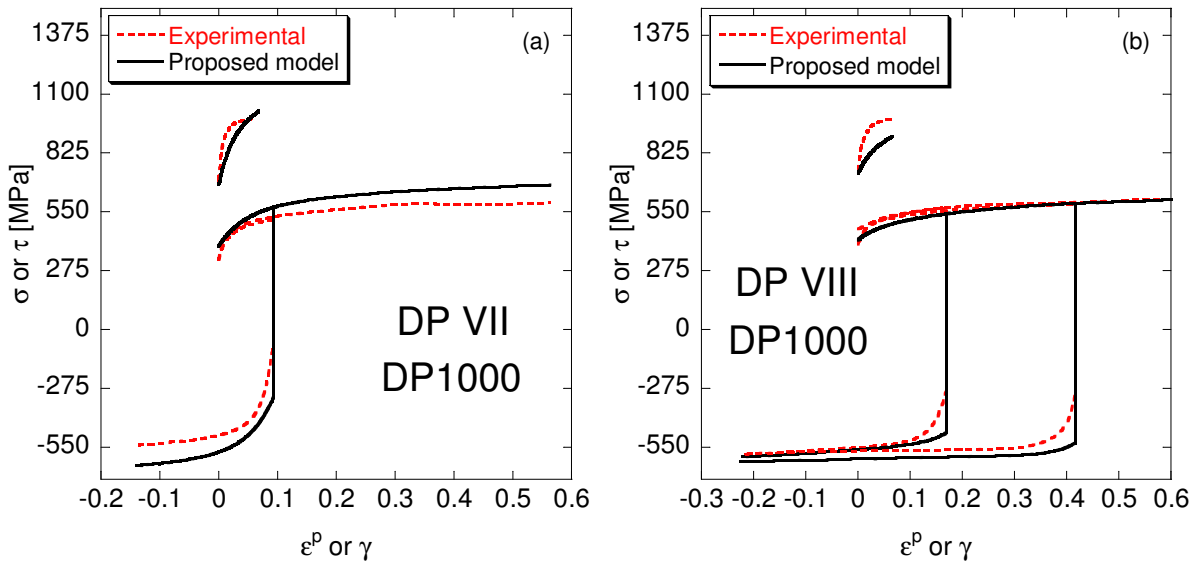 Experimental
Proposed model
(a)
1375
1100
825
550
275
0
-275
-550
σ or τ [MPa]
DP VII
DP1000
-0.2 -0.1 0 0.1 0.2 0.3 0.4 0.5 0.6
ε^p or γ
Experimental
Proposed model
(b)
1375
1100
825
550
275
0
-275
-550
σ or τ [MPa]
DP VIII
DP1000
-0.3 -0.2 -0.1 0 0.1 0.2 0.3 0.4 0.5 0.6
ε^p or γ